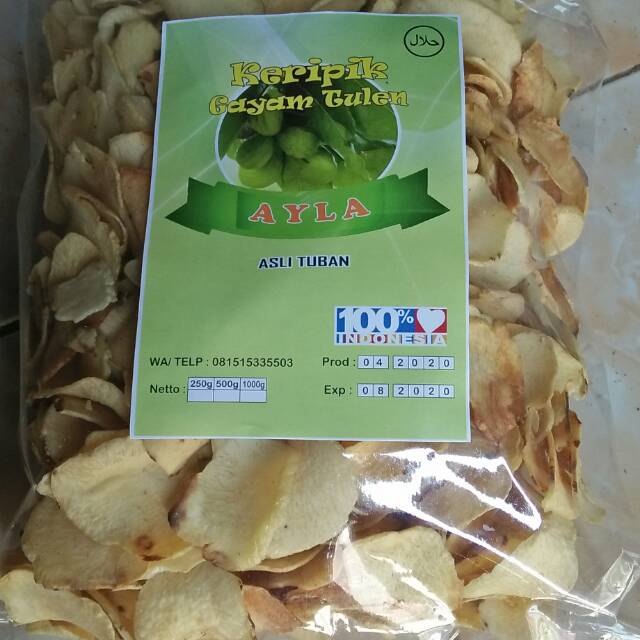 حلال
Keripik
Gayam Tulen
AYLA
ASLI TUBAN
100%
INDONESIA
WA/ TELP : 081515335503
Prod : 04 2020
Netto : 250g 500g 1000g
Exp : 08 2020